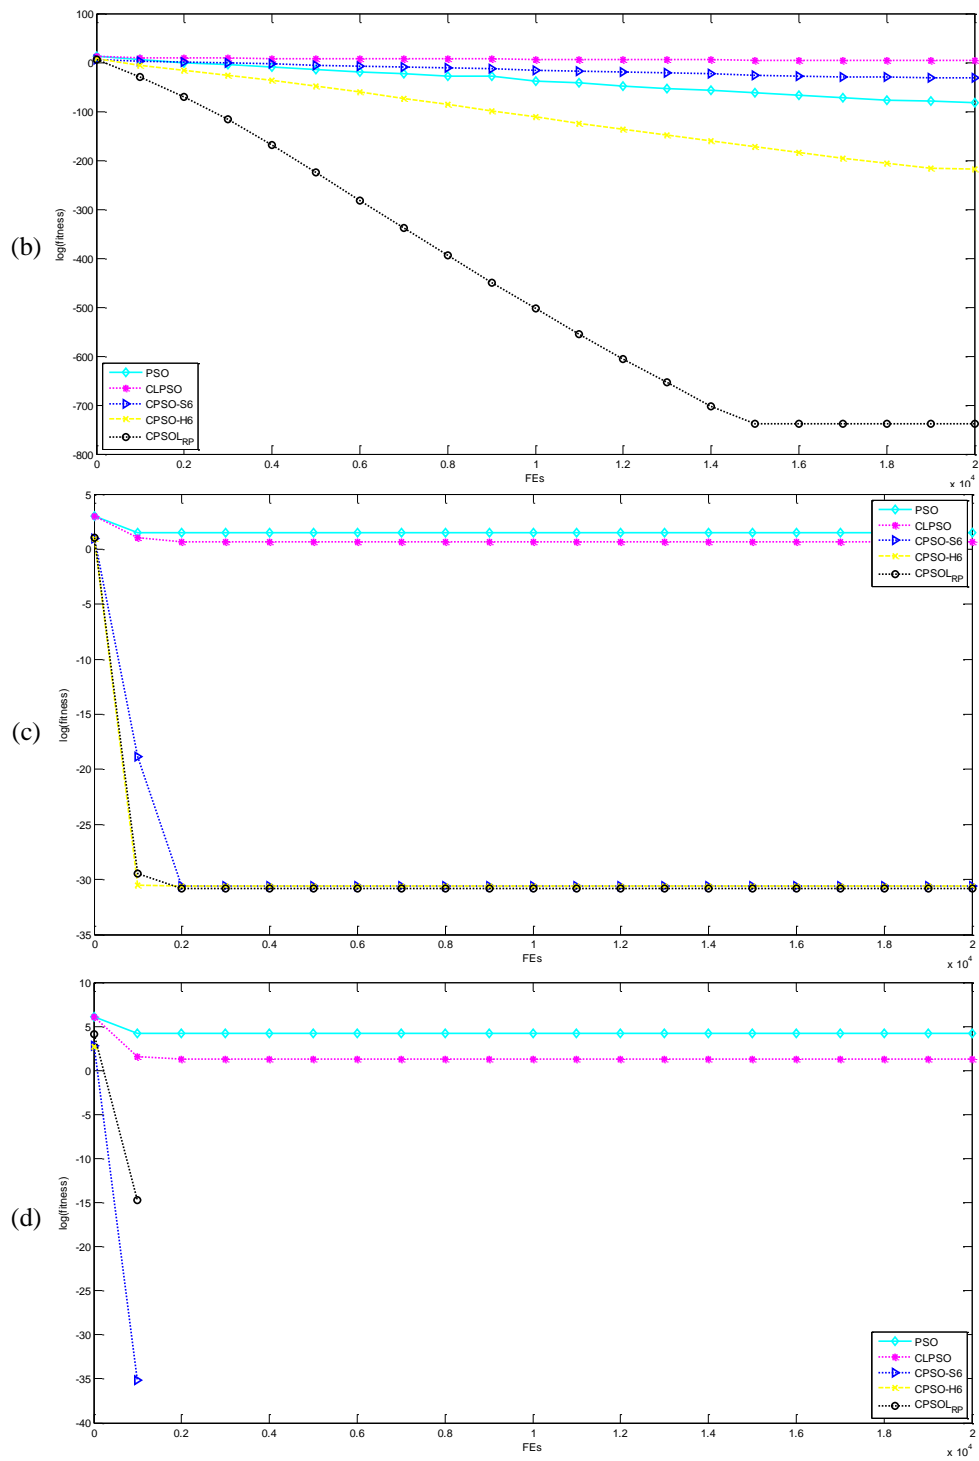 (b)
log(fitness)
100
0
-100
-200
-300
-400
-500
-600
-700
-800
PSO
CLPSO
CPSO-S6
CPSO-H6
CPSOL_RP
0 0.2 0.4 0.6 0.8 1 1.2 1.4 1.6 1.8 2
FEs
x 10^4
(c)
log(fitness)
5
0
-5
-10
-15
-20
-25
-30
-35
PSO
CLPSO
CPSO-S6
CPSO-H6
CPSOL_RP
0 0.2 0.4 0.6 0.8 1 1.2 1.4 1.6 1.8 2
FEs
x 10^4
(d)
log(fitness)
10
5
0
-5
-10
-15
-20
-25
-30
-35
-40
PSO
CLPSO
CPSO-S6
CPSO-H6
CPSOL_RP
0 0.2 0.4 0.6 0.8 1 1.2 1.4 1.6 1.8 2
FEs
x 10^4